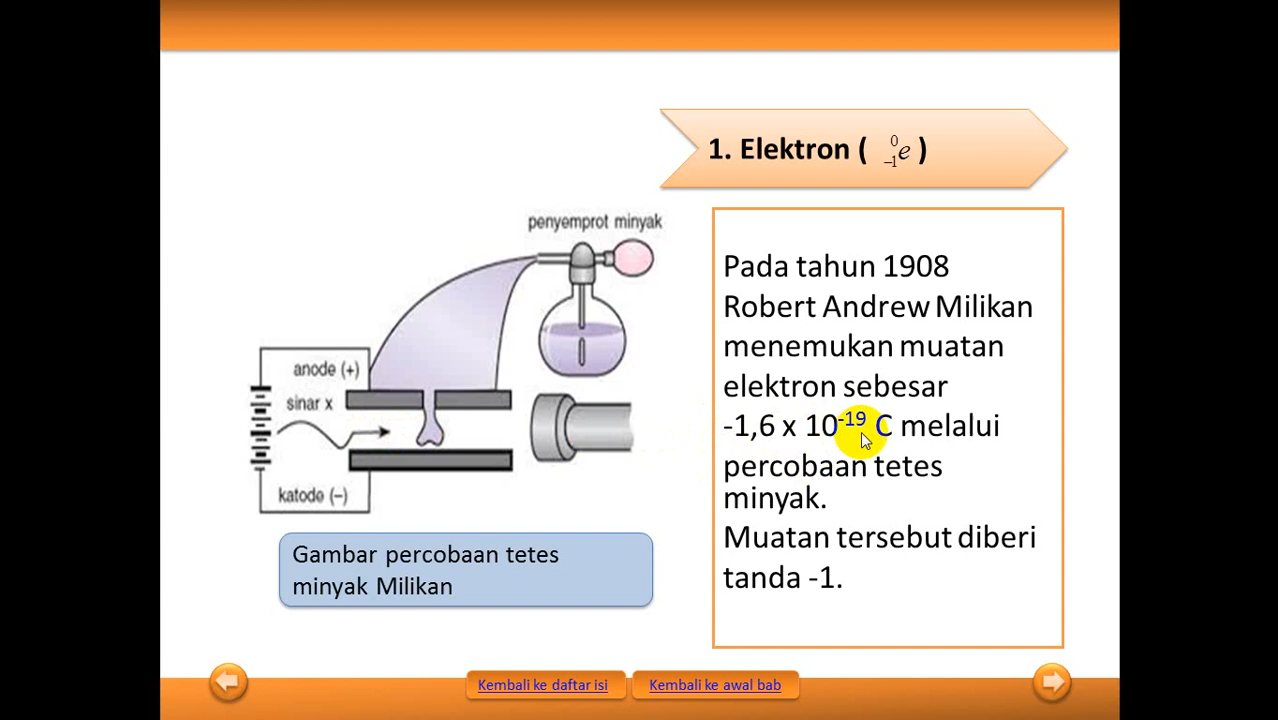 1. Elektron ( ⁰₋₁e )
penyemprot minyak
anode (+)
sinar x
katode (–)
Gambar percobaan tetes
minyak Milikan
Pada tahun 1908
Robert Andrew Milikan
menemukan muatan
elektron sebesar
-1,6 x 10⁻¹⁹ C melalui
percobaan tetes
minyak.
Muatan tersebut diberi
tanda -1.
Kembali ke daftar isi
Kembali ke awal bab